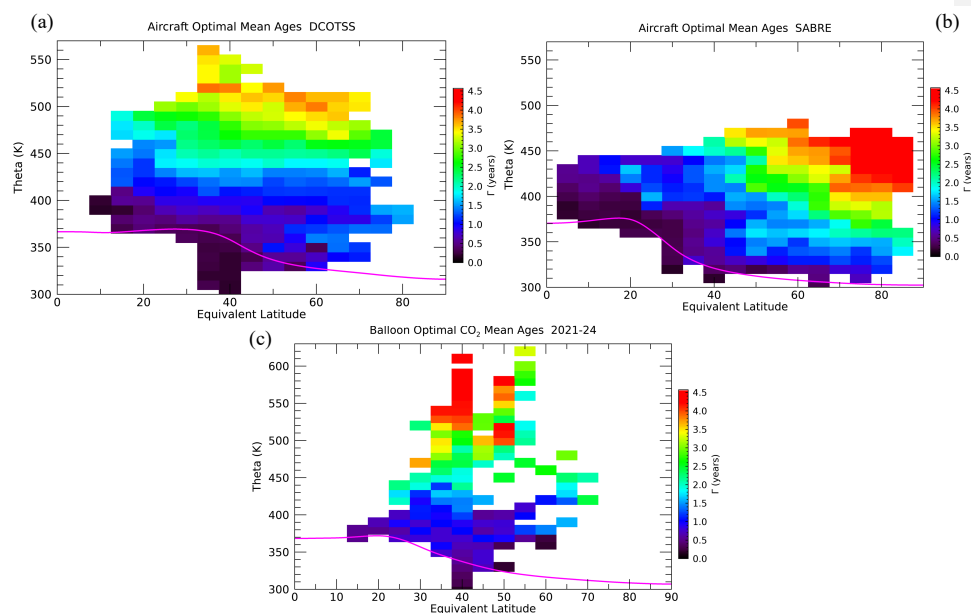 (a)
Aircraft Optimal Mean Ages DCOTSS
550
500
450
400
350
300
Theta (K)
0 20 40 60 80
Equivalent Latitude
4.5
4.0
3.5
3.0
2.5
2.0
1.5
1.0
0.5
0.0
Γ (years)
(b)
Aircraft Optimal Mean Ages SABRE
550
500
450
400
350
300
Theta (K)
0 20 40 60 80
Equivalent Latitude
4.5
4.0
3.5
3.0
2.5
2.0
1.5
1.0
0.5
0.0
Γ (years)
(c)
Balloon Optimal CO₂ Mean Ages 2021-24
600
550
500
450
400
350
300
Theta (K)
0 10 20 30 40 50 60 70 80 90
Equivalent Latitude
4.5
4.0
3.5
3.0
2.5
2.0
1.5
1.0
0.5
0.0
Γ (years)